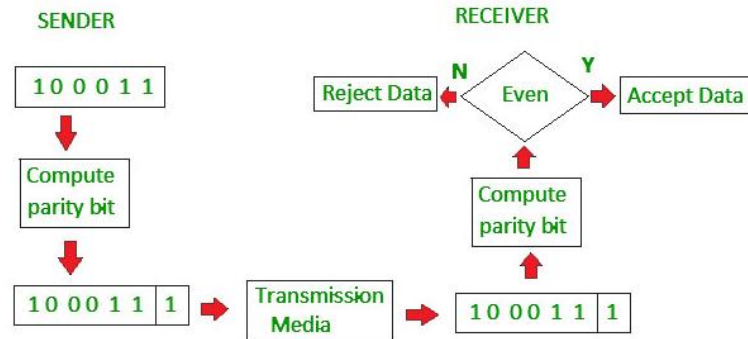 SENDER
RECEIVER
1 0 0 0 1 1
Reject Data
N
Even
Y
Accept Data
Compute
parity bit
Compute
parity bit
1 0 0 0 1 1 1
Transmission
Media
1 0 0 0 1 1 1